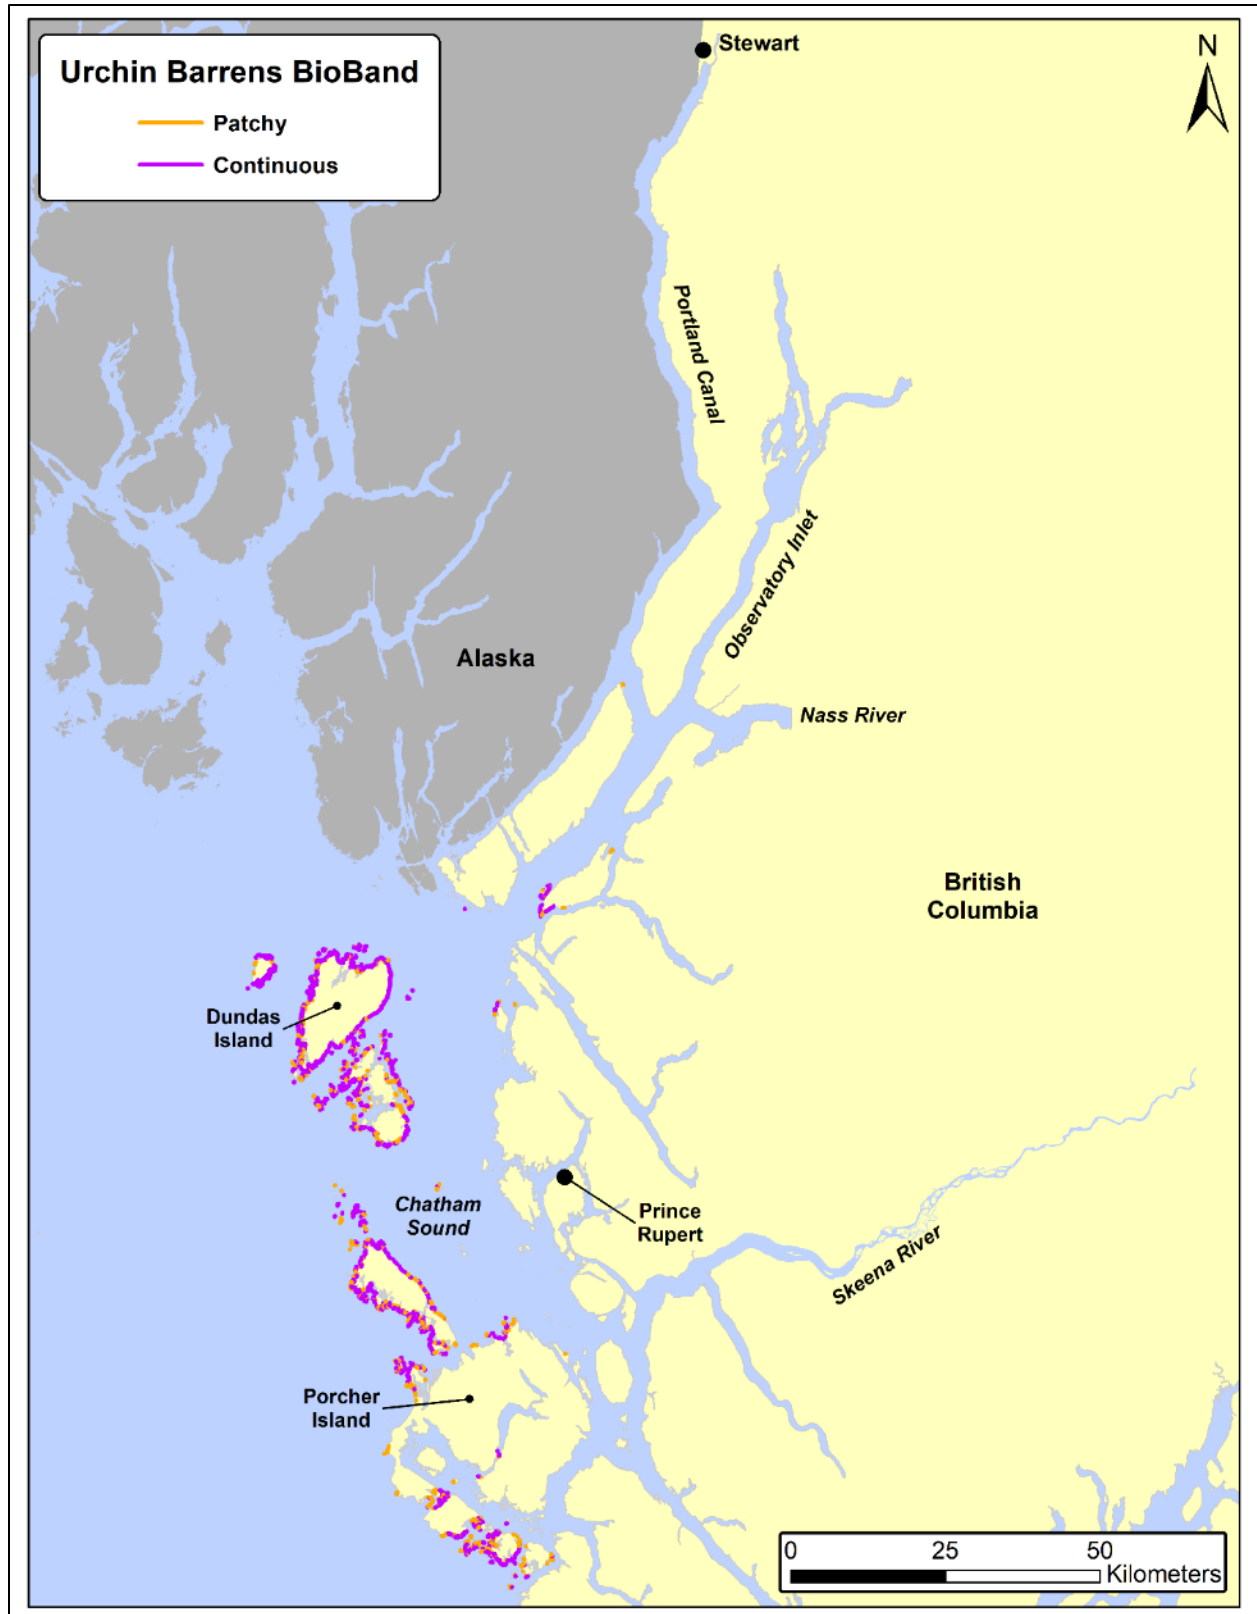 Urchin Barrens BioBand
Patchy
Continuous
Stewart
N
Portland Canal
Observatory Inlet
Alaska
Nass River
British
Columbia
Dundas
Island
Chatham
Sound
Prince
Rupert
Skeena River
Porcher
Island
0 25 50
Kilometers